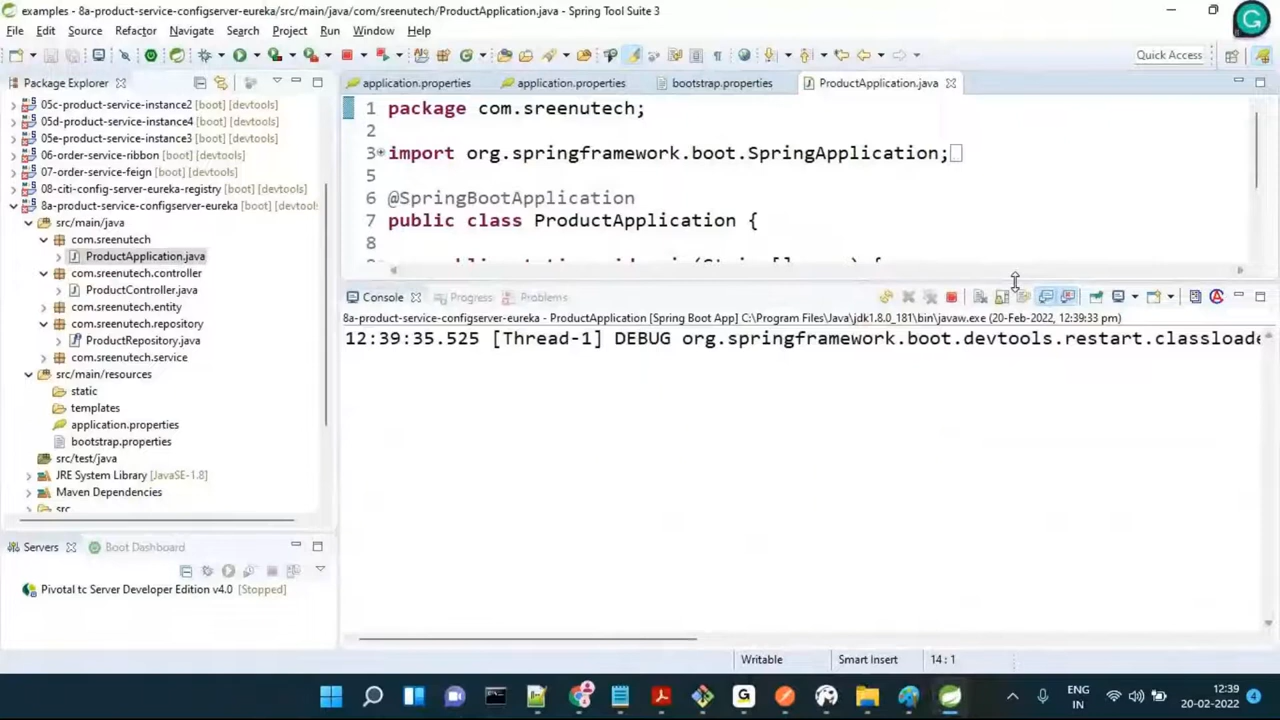 examples - 8a-product-service-configserver-eureka/src/main/java/com/sreenutech/ProductApplication.java - Spring Tool Suite 3
File Edit Source Refactor Navigate Search Project Run Window Help
Quick Access
Package Explorer
05c-product-service-instance2 [boot] [devtools]
05d-product-service-instance4 [boot] [devtools]
05e-product-service-instance3 [boot] [devtools]
06-order-service-ribbon [boot] [devtools]
07-order-service-feign [boot] [devtools]
08-citi-config-server-eureka-registry [boot] [devtools]
8a-product-service-configserver-eureka [boot] [devtools
src/main/java
com.sreenutech
ProductApplication.java
com.sreenutech.controller
ProductController.java
com.sreenutech.entity
com.sreenutech.repository
ProductRepository.java
com.sreenutech.service
src/main/resources
static
templates
application.properties
bootstrap.properties
src/test/java
JRE System Library [JavaSE-1.8]
Maven Dependencies
src
Servers Boot Dashboard
Pivotal tc Server Developer Edition v4.0 [Stopped]
application.properties application.properties bootstrap.properties ProductApplication.java
1 package com.sreenutech;
2
3 import org.springframework.boot.SpringApplication;
5
6 @SpringBootApplication
7 public class ProductApplication {
8
Console Progress Problems
8a-product-service-configserver-eureka - ProductApplication [Spring Boot App] C:\Program Files\Java\jdk1.8.0_181\bin\javaw.exe (20-Feb-2022, 12:39:33 pm)
12:39:35.525 [Thread-1] DEBUG org.springframework.boot.devtools.restart.classloade
Writable Smart Insert 14 : 1
ENG
IN
12:39
20-02-2022